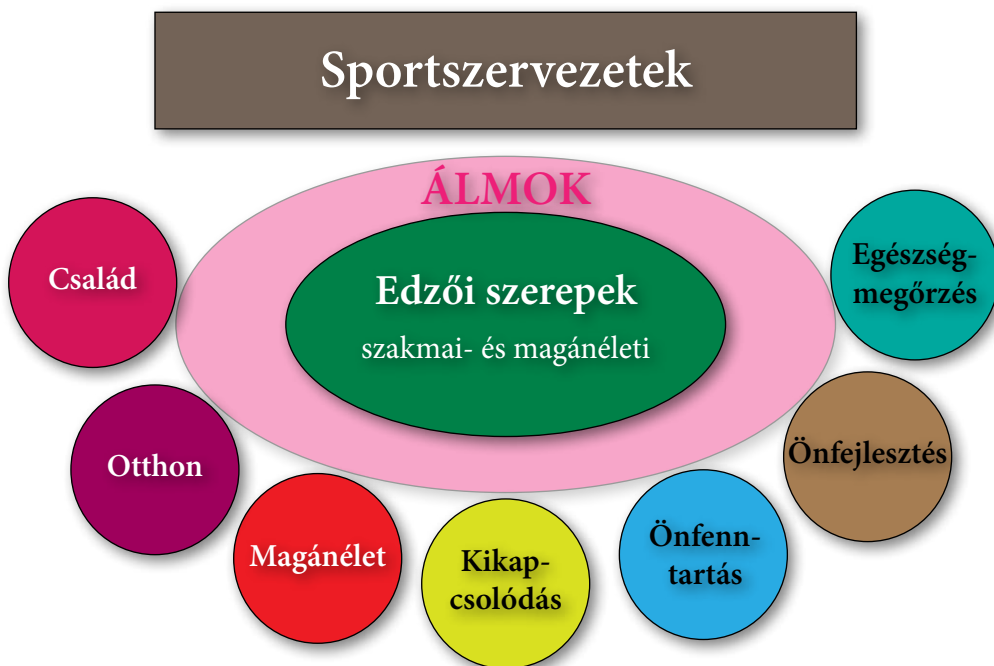 Sportszervezetek
ÁLMOK
Edzői szerepek
szakmai- és magánéleti
Család
Otthon
Magánélet
Kikap-
csolódás
Önfenn-
tartás
Önfejlesztés
Egészség-
megőrzés